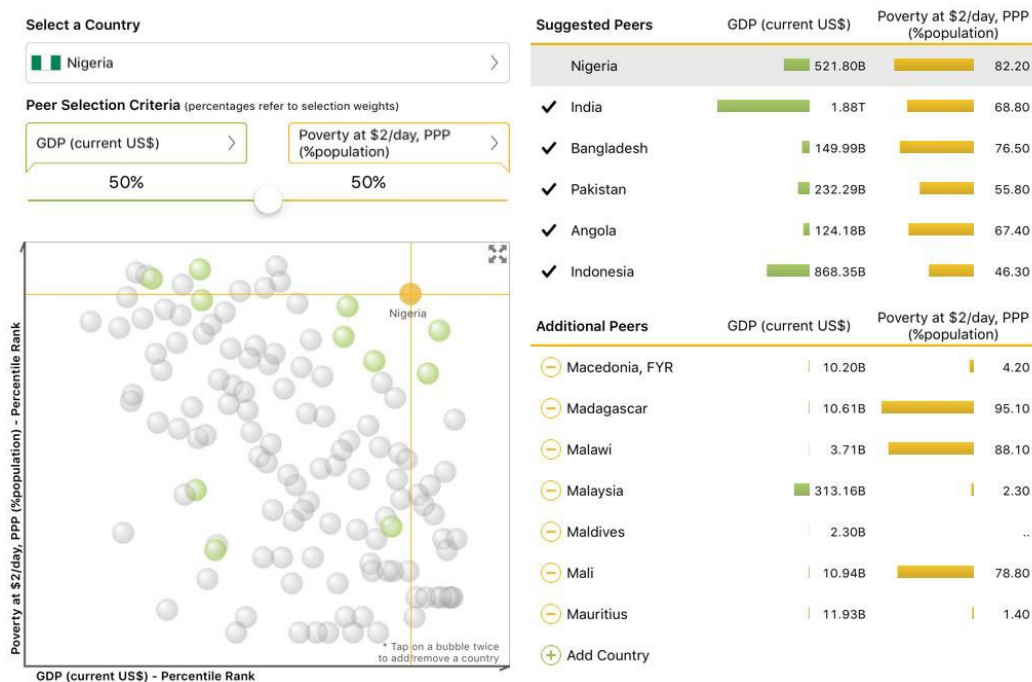 Select a Country
Nigeria
Peer Selection Criteria (percentages refer to selection weights)
GDP (current US$)
Poverty at $2/day, PPP
(%population)
50%
50%
Poverty at $2/day, PPP (%population) - Percentile Rank
Nigeria
* Tap on a bubble twice
to add/remove a country
GDP (current US$) - Percentile Rank
Suggested Peers GDP (current US$) Poverty at $2/day, PPP
(%population)
Nigeria 521.80B 82.20
India 1.88T 68.80
Bangladesh 149.99B 76.50
Pakistan 232.29B 55.80
Angola 124.18B 67.40
Indonesia 868.35B 46.30
Additional Peers GDP (current US$) Poverty at $2/day, PPP
(%population)
Macedonia, FYR 10.20B 4.20
Madagascar 10.61B 95.10
Malawi 3.71B 88.10
Malaysia 313.16B 2.30
Maldives 2.30B ..
Mali 10.94B 78.80
Mauritius 11.93B 1.40
Add Country